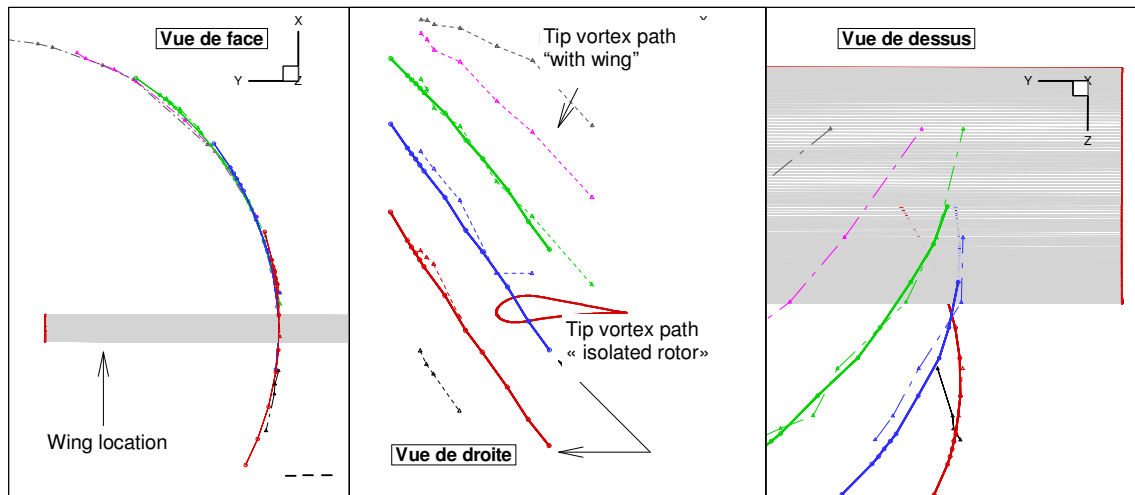 Vue de face
X
Y
Z
Wing location
Tip vortex path
“with wing”
Tip vortex path
« isolated rotor»
Vue de droite
Vue de dessus
Y
X
Z